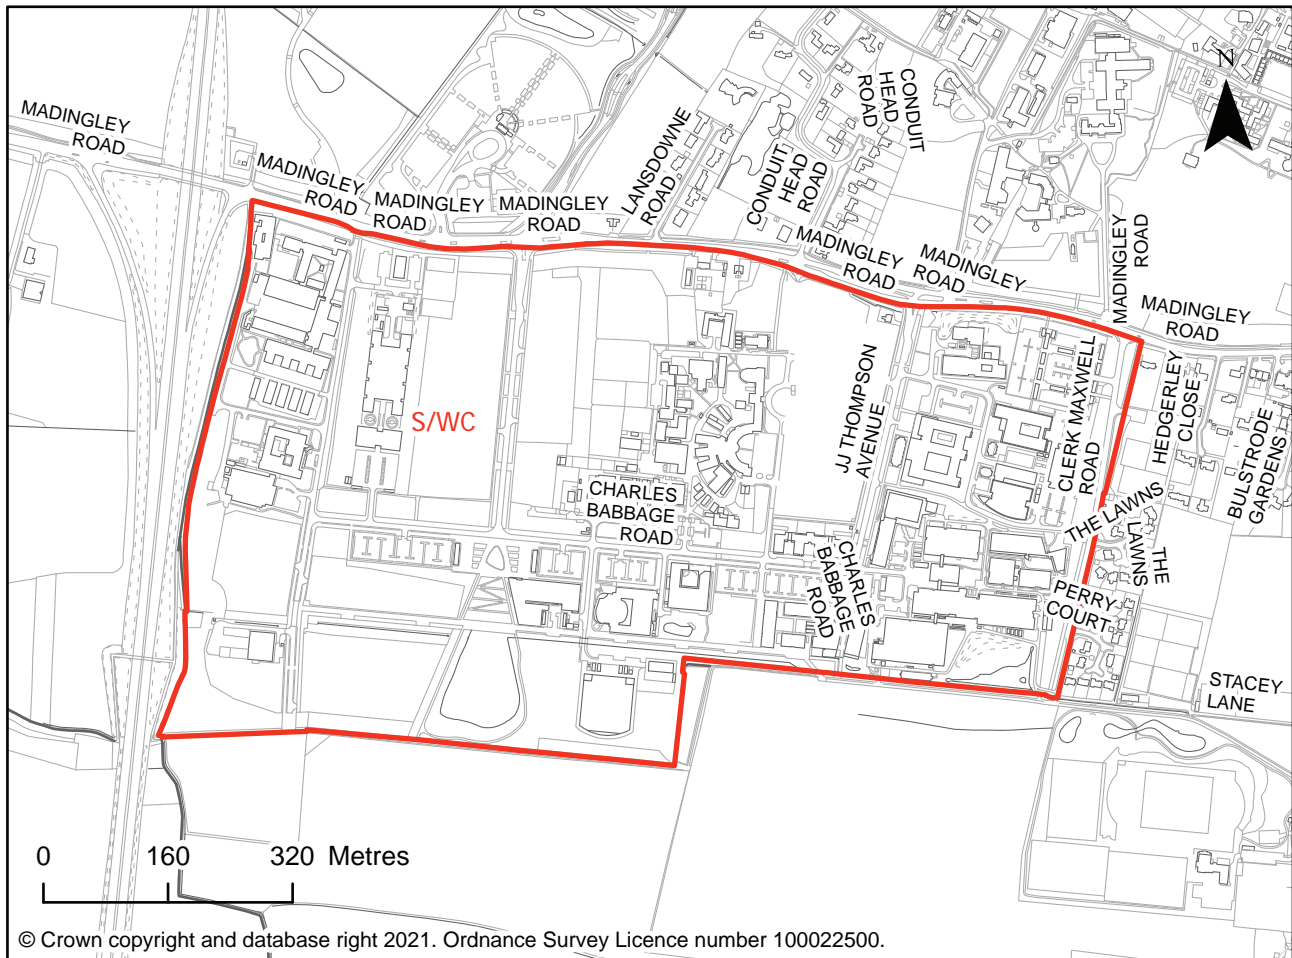 N
MADINGLEY
ROAD
MADINGLEY
ROAD
MADINGLEY
ROAD
MADINGLEY
ROAD
LANSDOWNE
ROAD
CONDUIT
HEAD
ROAD
CONDUIT
HEAD
ROAD
MADINGLEY
ROAD
MADINGLEY
ROAD
MADINGLEY
ROAD
MADINGLEY
ROAD
S/WC
JJ THOMPSON
AVENUE
CLERK MAXWELL
ROAD
HEDGERLEY
CLOSE
BULSTRODE
GARDENS
CHARLES
BABBAGE
ROAD
THE LAWNS
THE
LAWNS
CHARLES
BABBAGE
ROAD
PERRY
COURT
STACEY
LANE
0 160 320 Metres
© Crown copyright and database right 2021. Ordnance Survey Licence number 100022500.